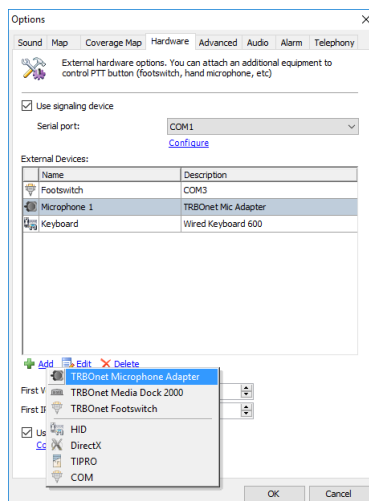 Options
Sound Map Coverage Map Hardware Advanced Audio Alarm Telephony
External hardware options. You can attach an additional equipment to
control PTT button (footswitch, hand microphone, etc)
Use signaling device
Serial port: COM1
Configure
External Devices:
Name Description
Footswitch COM3
Microphone 1 TRBOnet Mic Adapter
Keyboard Wired Keyboard 600
Add Edit Delete
TRBOnet Microphone Adapter
First
TRBOnet Media Dock 2000
First
TRBOnet Footswitch
HID
DirectX
TIPRO
COM
OK Cancel